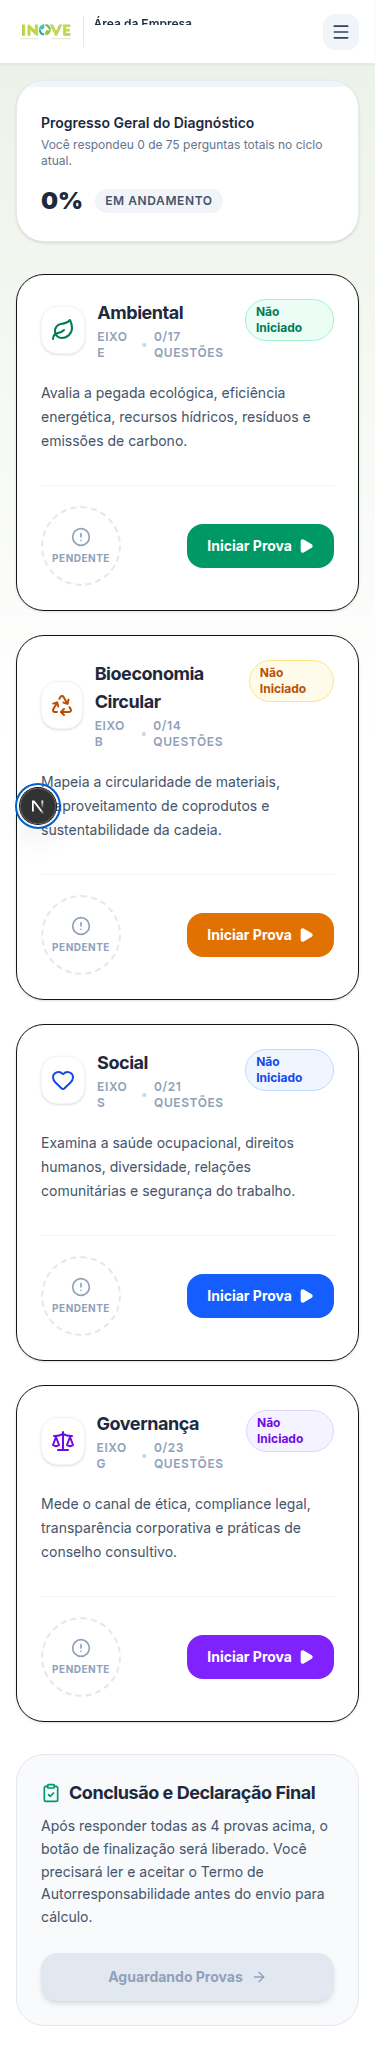 INOVE
Área da Empresa
Progresso Geral do Diagnóstico
Você respondeu 0 de 75 perguntas totais no ciclo
atual.
0% EM ANDAMENTO
Ambiental
Não
Iniciado
EIXO
E
•
0/17
QUESTÕES
Avalia a pegada ecológica, eficiência
energética, recursos hídricos, resíduos e
emissões de carbono.
PENDENTE
Iniciar Prova
Bioeconomia
Circular
Não
Iniciado
EIXO
B
•
0/14
QUESTÕES
Mapeia a circularidade de materiais,
aproveitamento de coprodutos e
sustentabilidade da cadeia.
N
PENDENTE
Iniciar Prova
Social
Não
Iniciado
EIXO
S
•
0/21
QUESTÕES
Examina a saúde ocupacional, direitos
humanos, diversidade, relações
comunitárias e segurança do trabalho.
PENDENTE
Iniciar Prova
Governança
Não
Iniciado
EIXO
G
•
0/23
QUESTÕES
Mede o canal de ética, compliance legal,
transparência corporativa e práticas de
conselho consultivo.
PENDENTE
Iniciar Prova
Conclusão e Declaração Final
Após responder todas as 4 provas acima, o
botão de finalização será liberado. Você
precisará ler e aceitar o Termo de
Autorresponsabilidade antes do envio para
cálculo.
Aguardando Provas